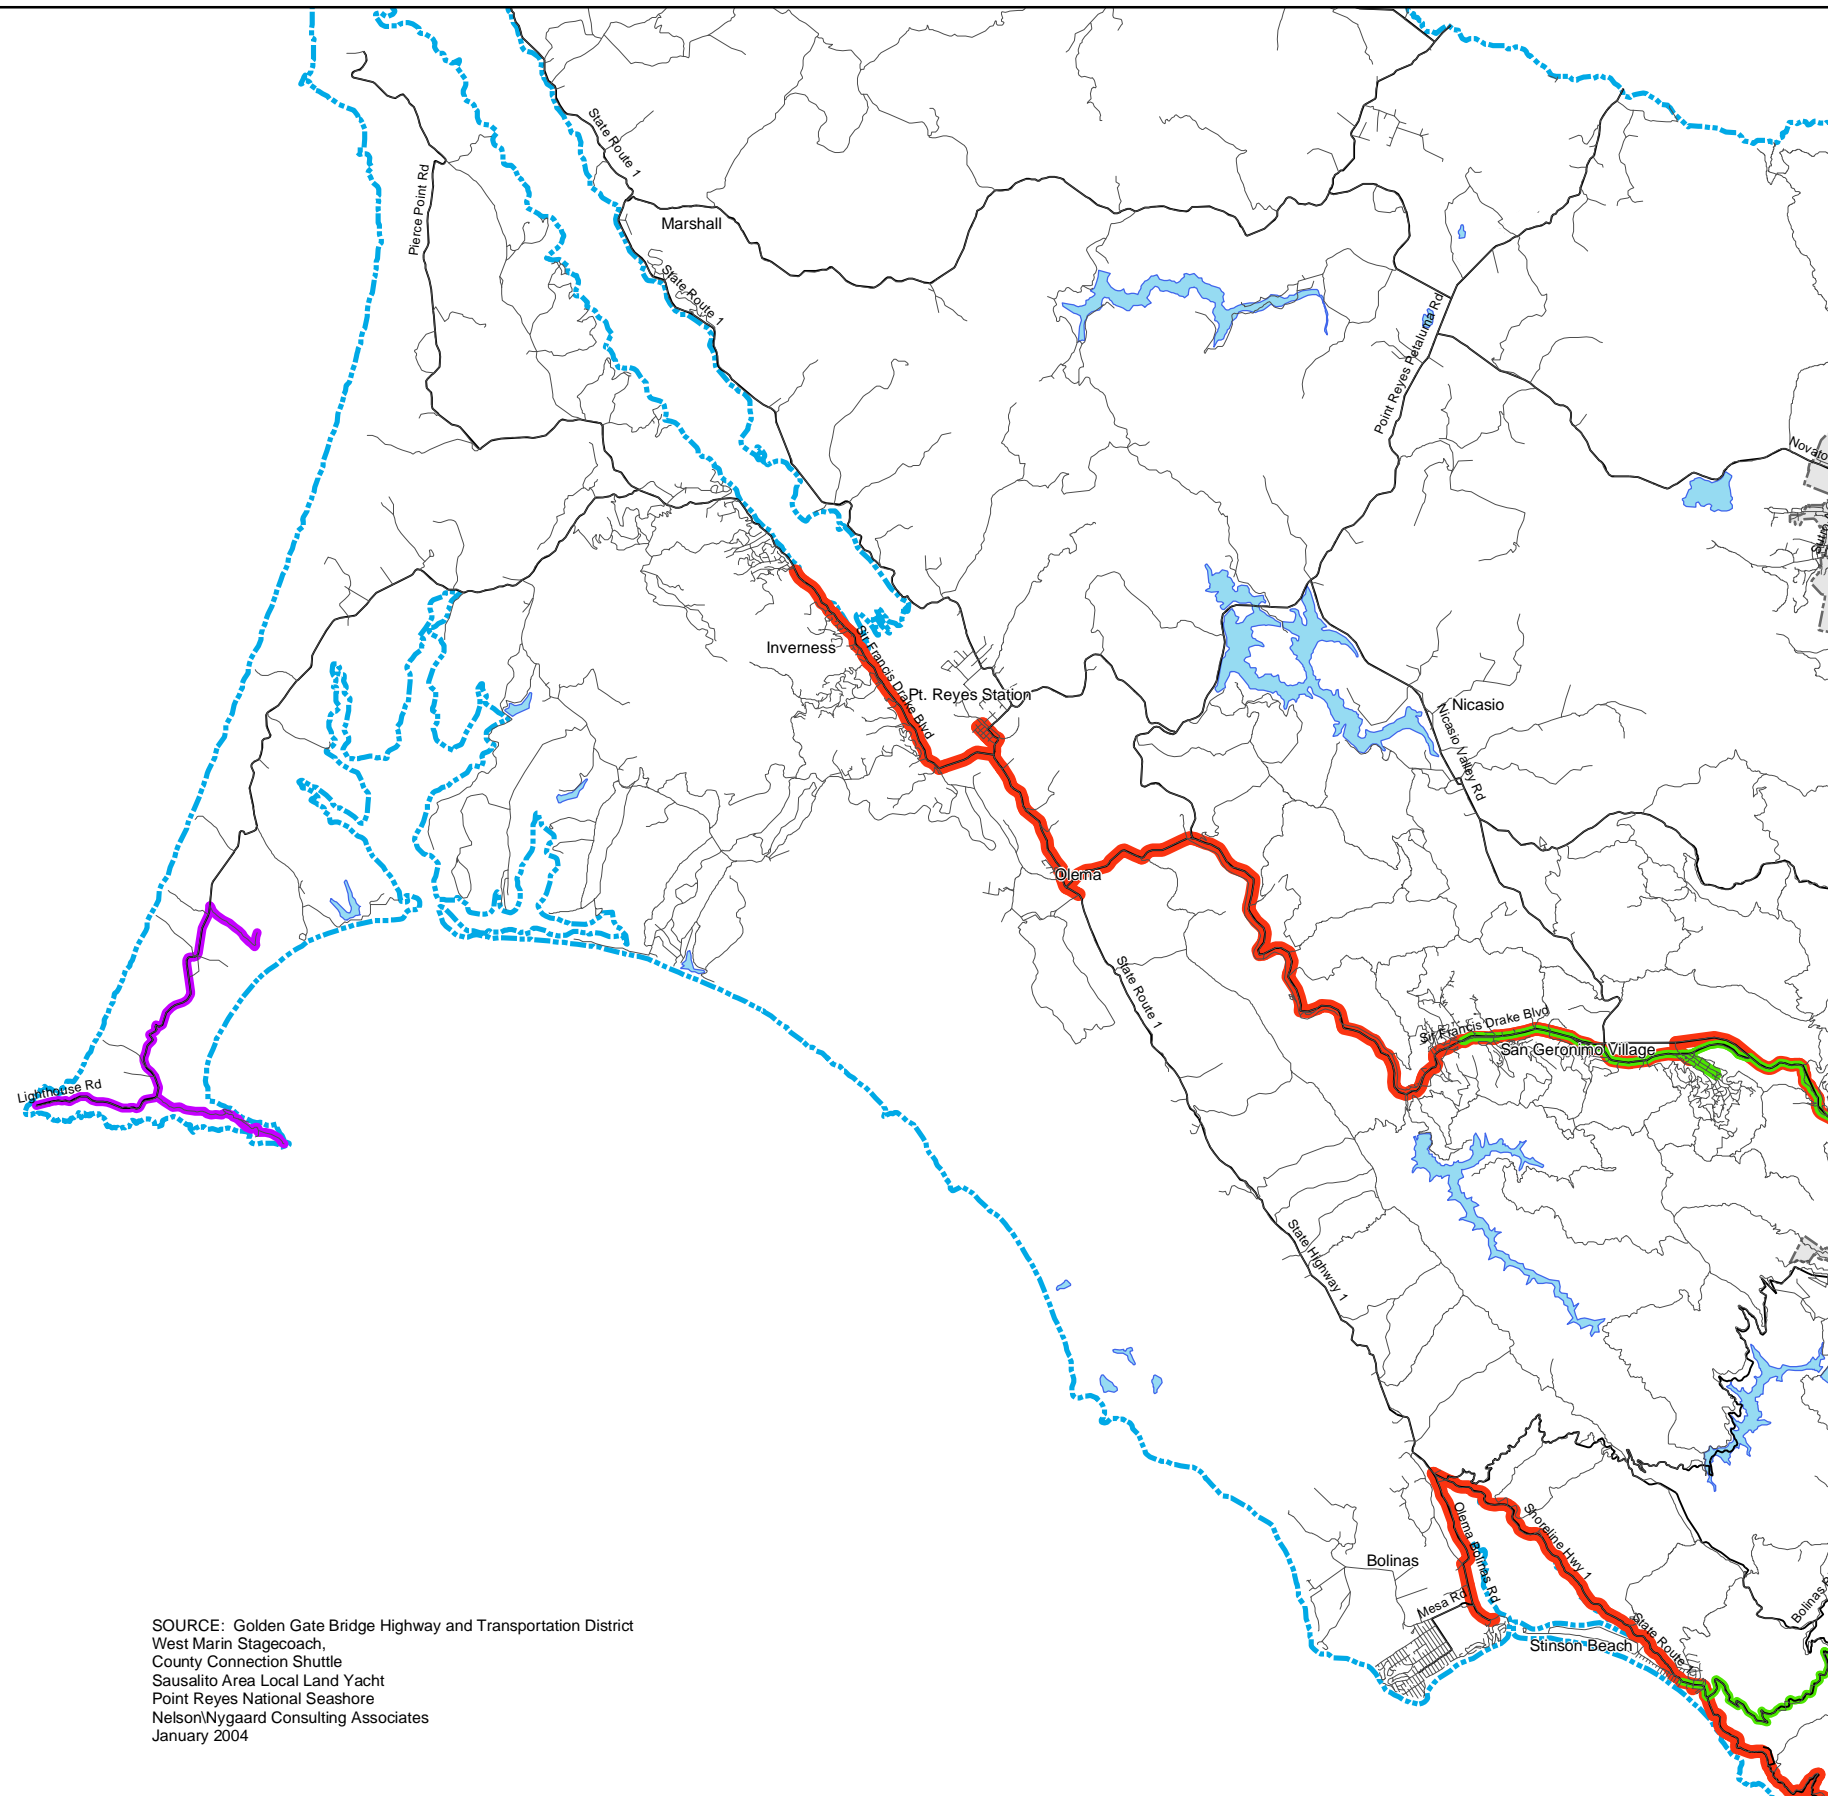 State Route 1
Pierce Point Rd
Marshall
State Route 1
Point Reyes Petaluma Rd
Novato
Inverness
Sir Francis Drake Blvd
Pt. Reyes Station
Nicasio
Nicasio Valley Rd
Olema
State Route 1
Sir Francis Drake Blvd
San Geronimo Village
Lighthouse Rd
State Highway 1
Shoreline Hwy 1
Olema Bolinas Rd
Bolinas
Mesa Rd
Bolinas
State Route 1
Stinson Beach
SOURCE: Golden Gate Bridge Highway and Transportation District
West Marin Stagecoach,
County Connection Shuttle
Sausalito Area Local Land Yacht
Point Reyes National Seashore
Nelson\Nygaard Consulting Associates
January 2004